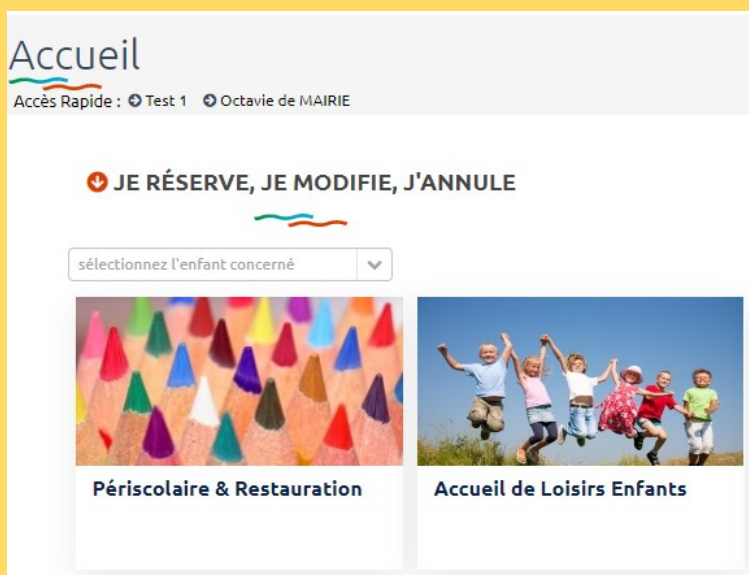 Accueil
Accès Rapide : Test 1 Octavie de MAIRIE
JE RÉSERVE, JE MODIFIE, J'ANNULE
sélectionnez l'enfant concerné
Périscolaire & Restauration
Accueil de Loisirs Enfants